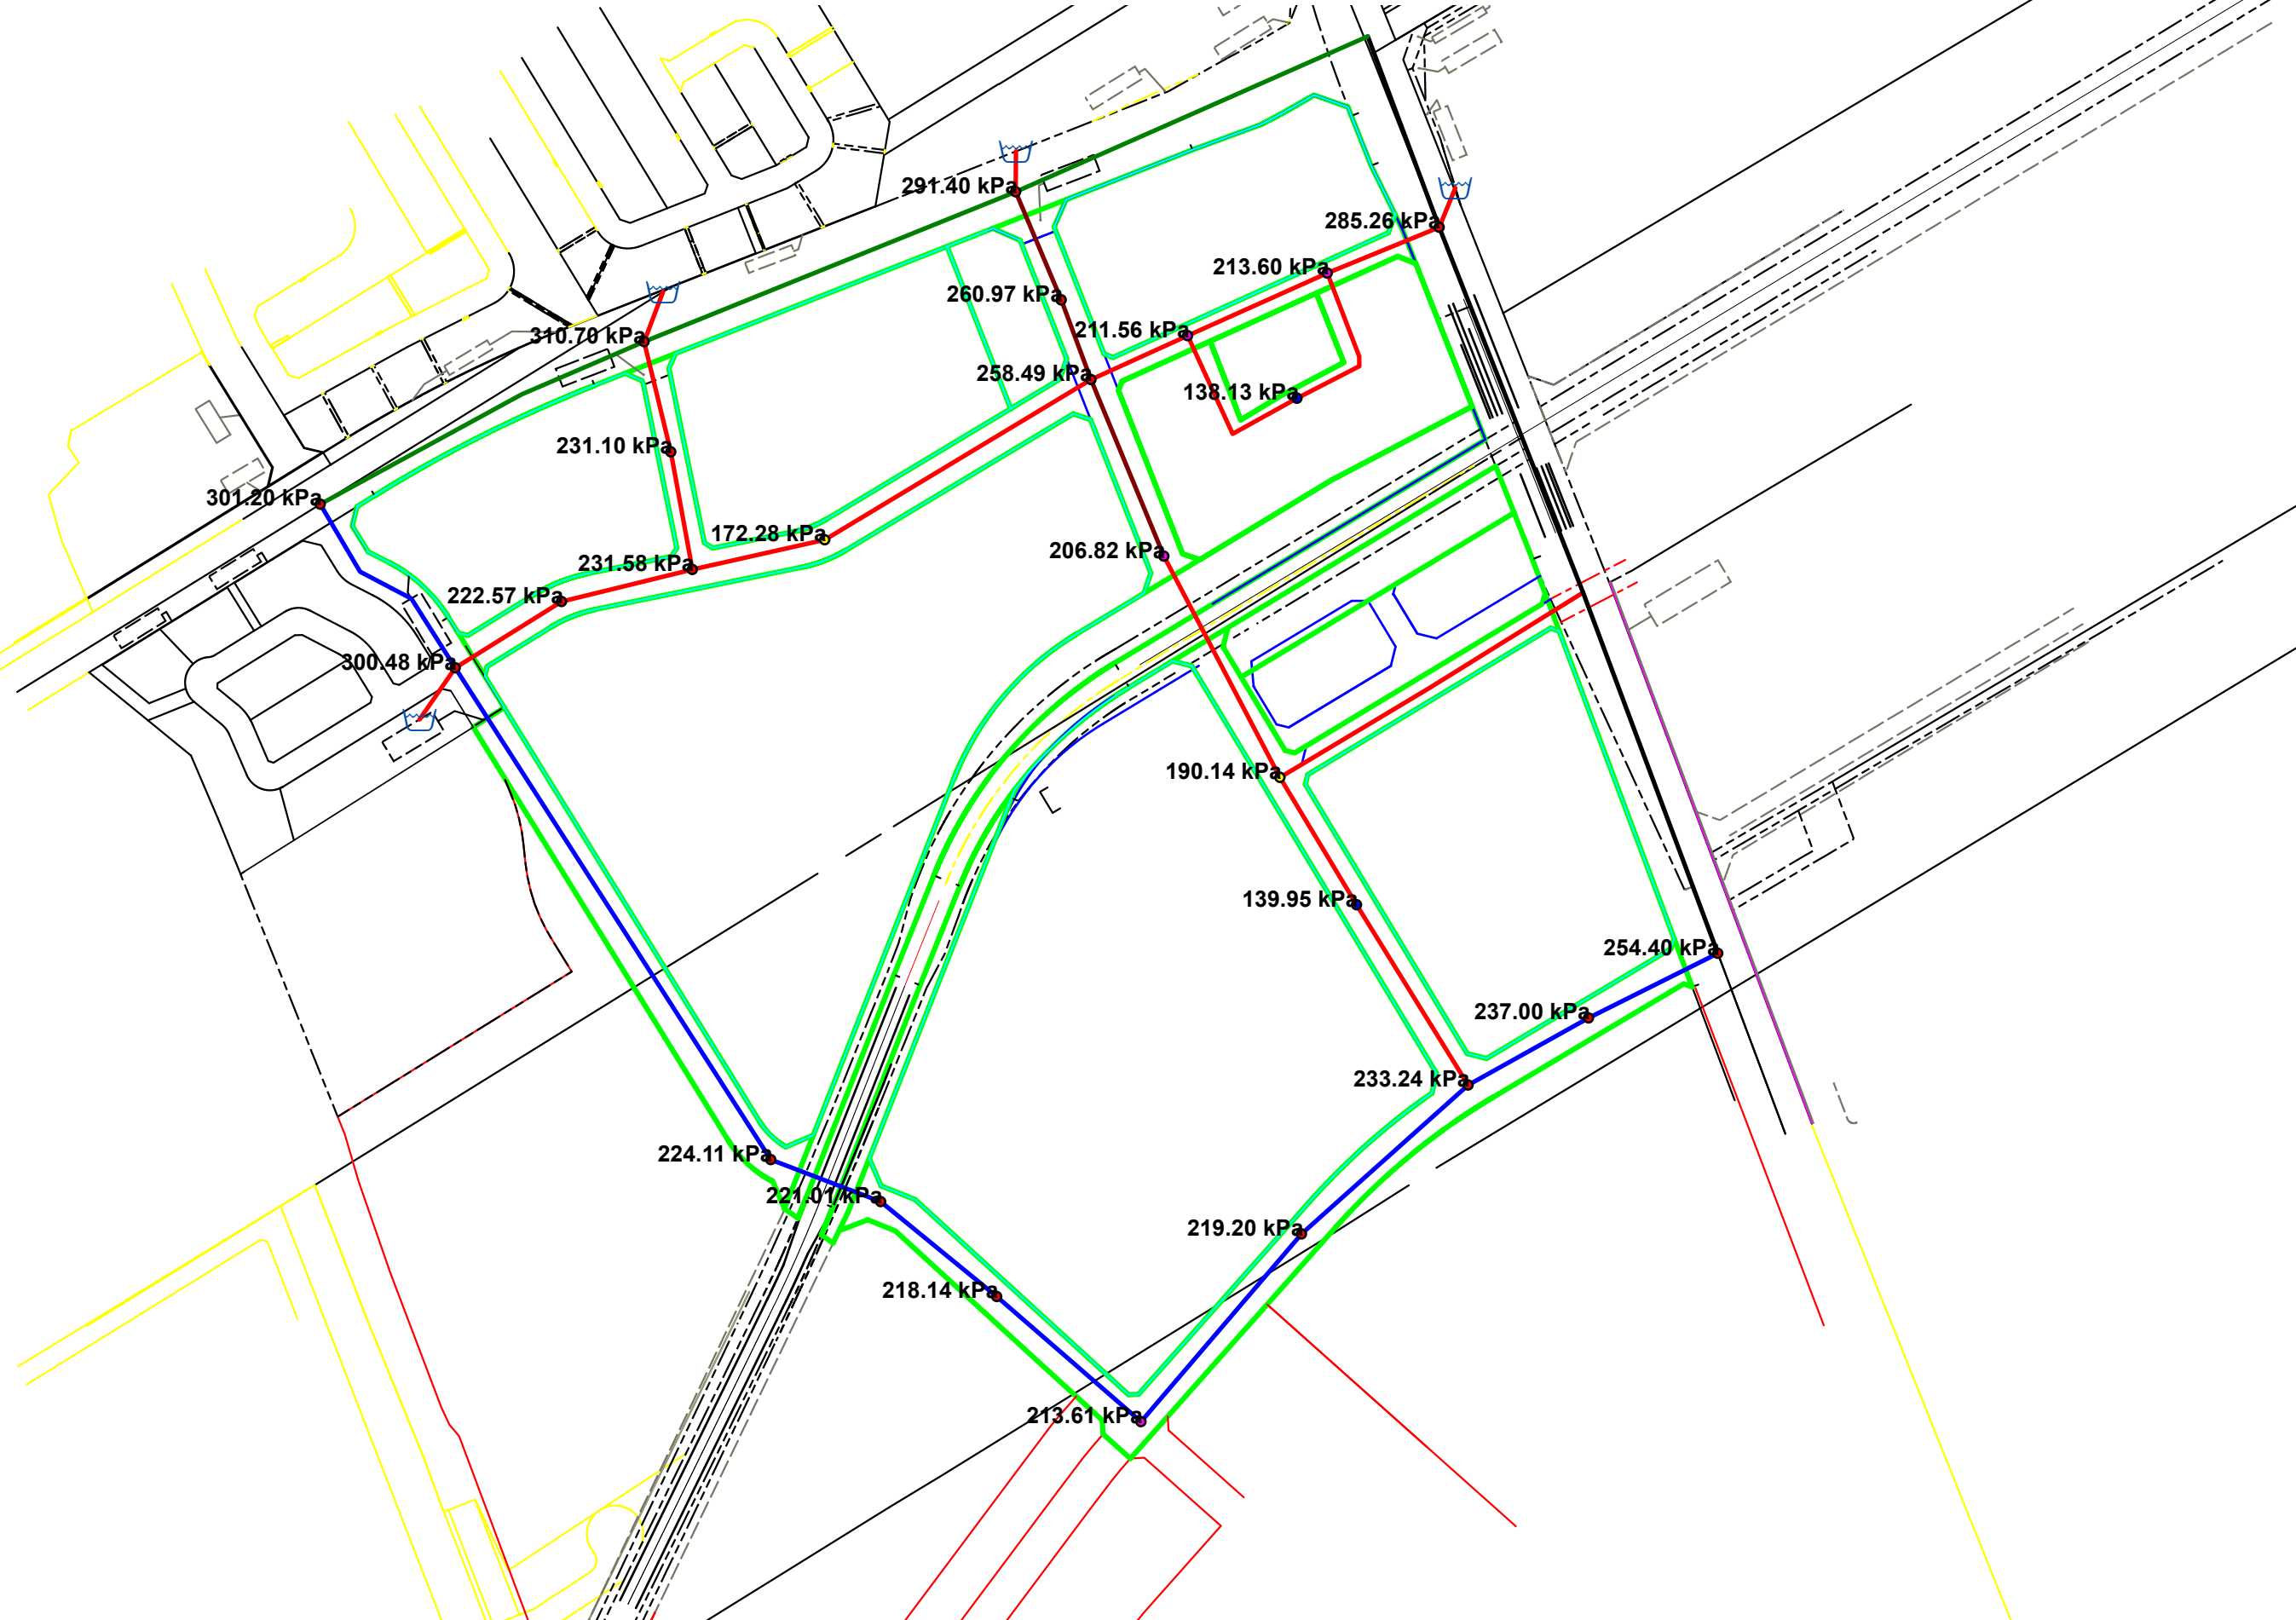 291.40 kPa
285.26 kPa
213.60 kPa
260.97 kPa
211.56 kPa
310.70 kPa
258.49 kPa
138.13 kPa
231.10 kPa
301.20 kPa
172.28 kPa
206.82 kPa
231.58 kPa
222.57 kPa
300.48 kPa
190.14 kPa
139.95 kPa
254.40 kPa
237.00 kPa
233.24 kPa
224.11 kPa
221.01 kPa
219.20 kPa
218.14 kPa
213.61 kPa